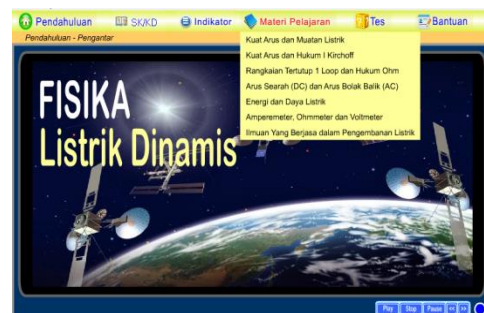 Pendahuluan SK/KD Indikator Materi Pelajaran Tes Bantuan
Pendahuluan - Pengantar
Kuat Arus dan Muatan Listrik
Kuat Arus dan Hukum I Kirchoff
Rangkaian Tertutup 1 Loop dan Hukum Ohm
Arus Searah (DC) dan Arus Bolak Balik (AC)
Energi dan Daya Listrik
Amperemeter, Ohmmeter dan Voltmeter
Ilmuan Yang Berjasa dalam Pengembanan Listrik
FISIKA
Listrik Dinamis
Play Stop Pause << >>